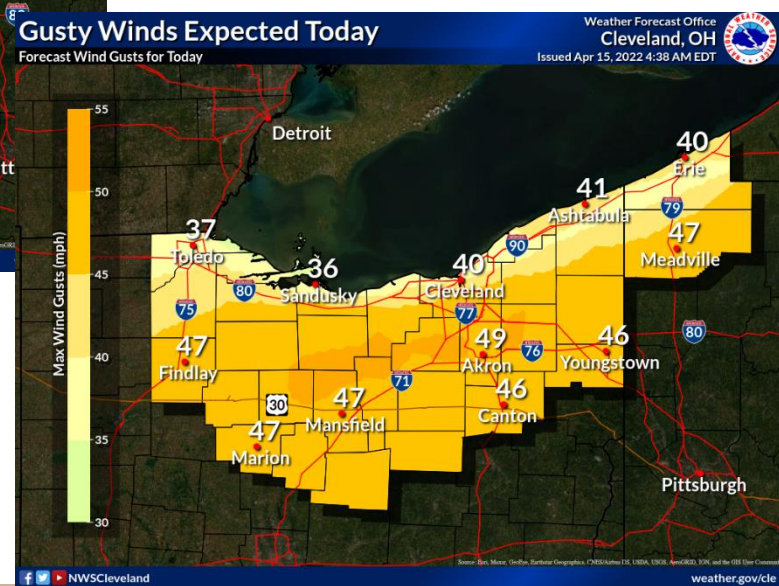 Gusty Winds Expected Today
Forecast Wind Gusts for Today
Weather Forecast Office
Cleveland, OH
Issued Apr 15, 2022 4:38 AM EDT
NATIONAL WEATHER SERVICE
Max Wind Gusts (mph)
55
50
45
40
35
30
Detroit
40
Erie
41
Ashtabula
79
47
Meadville
90
37
Toledo
36
Sandusky
40
Cleveland
80
75
77
80
47
Findlay
49
Akron
76
46
Youngstown
71
30
47
Mansfield
46
Canton
47
Marion
Pittsburgh
NWSCleveland
weather.gov/cle